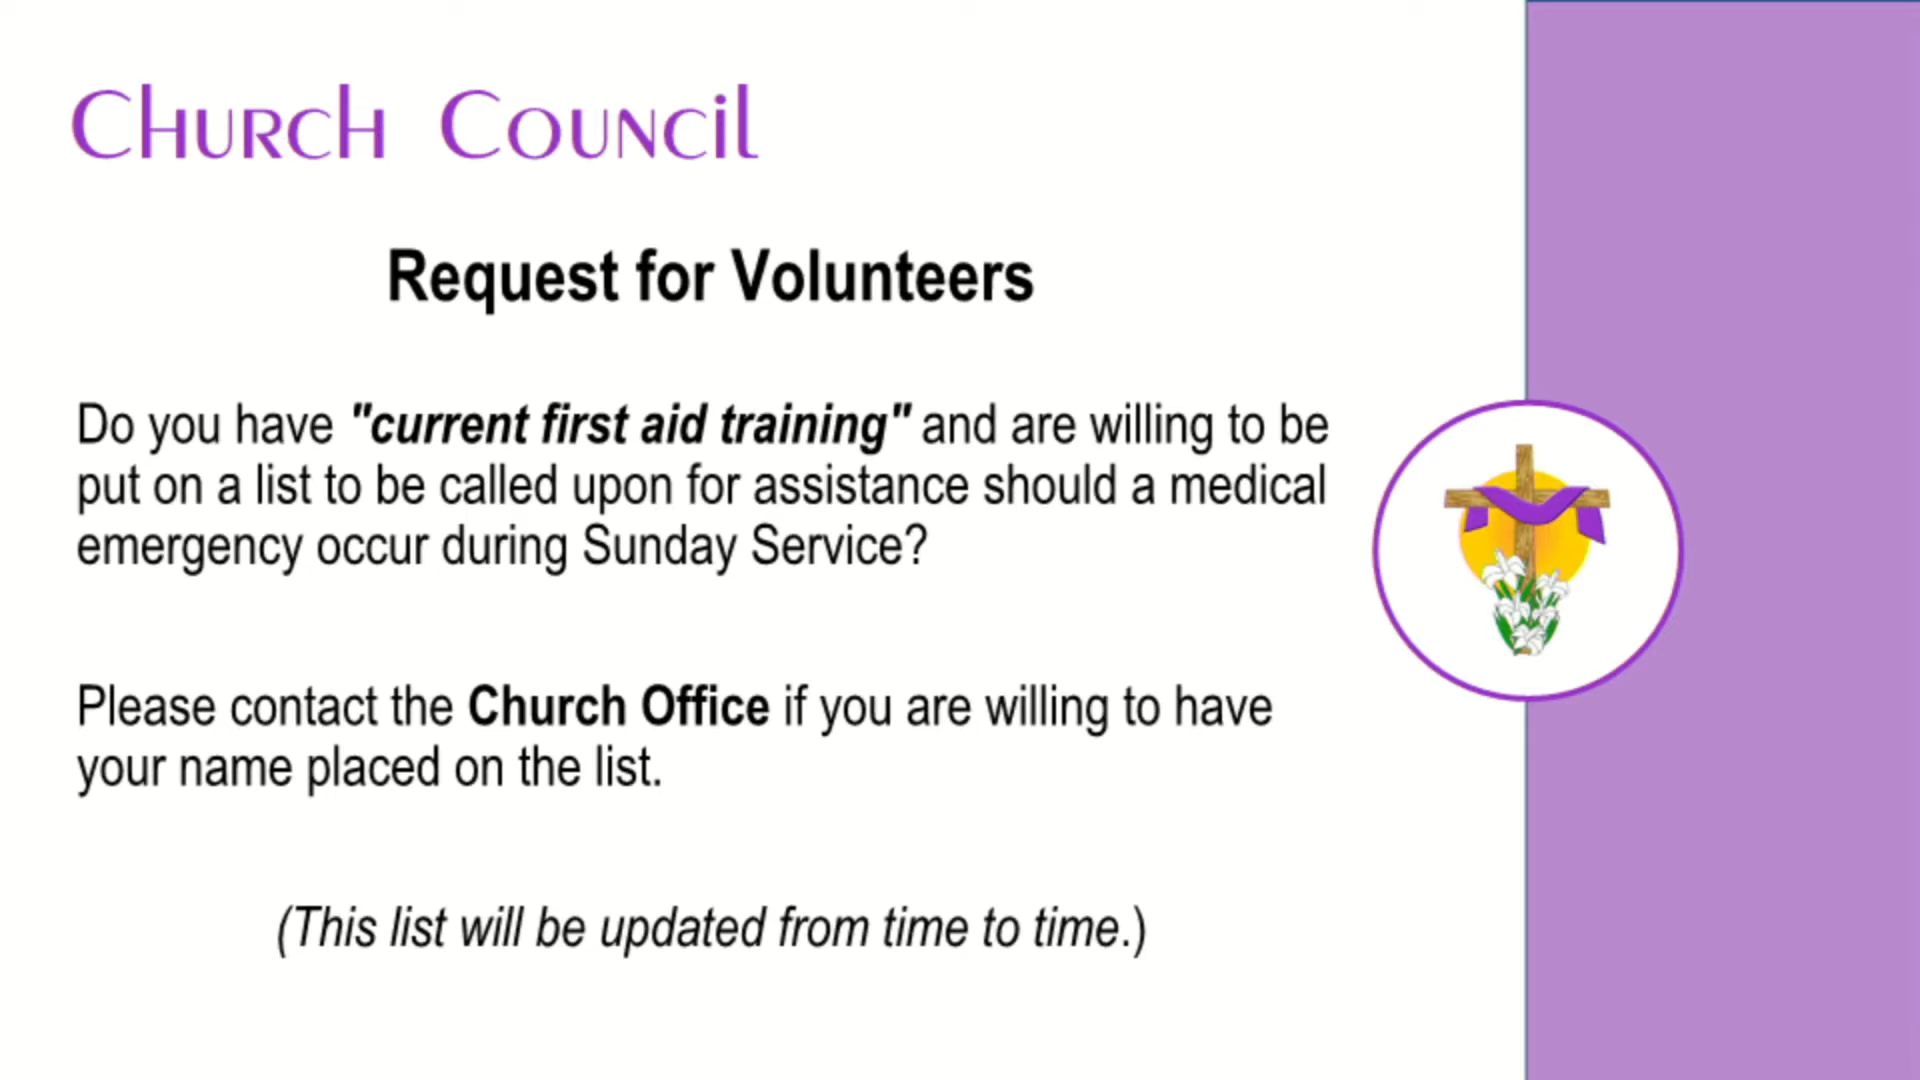 Church Council
Request for Volunteers
Do you have "current first aid training" and are willing to be
put on a list to be called upon for assistance should a medical
emergency occur during Sunday Service?
Please contact the Church Office if you are willing to have
your name placed on the list.
(This list will be updated from time to time.)